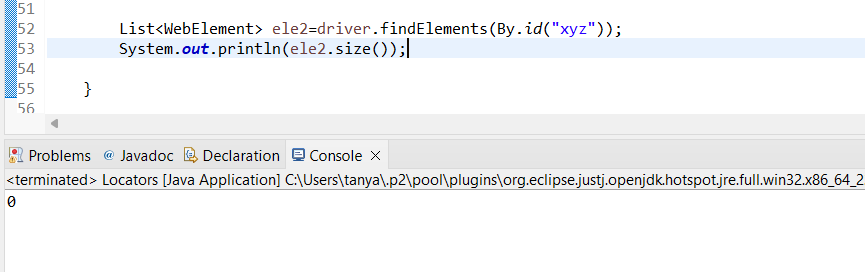 51
52 List<WebElement> ele2=driver.findElements(By.id("xyz"));
53 System.out.println(ele2.size());
54
55 }
56
Problems @ Javadoc Declaration Console
<terminated> Locators [Java Application] C:\Users\tanya\.p2\pool\plugins\org.eclipse.justj.openjdk.hotspot.jre.full.win32.x86_64_2
0